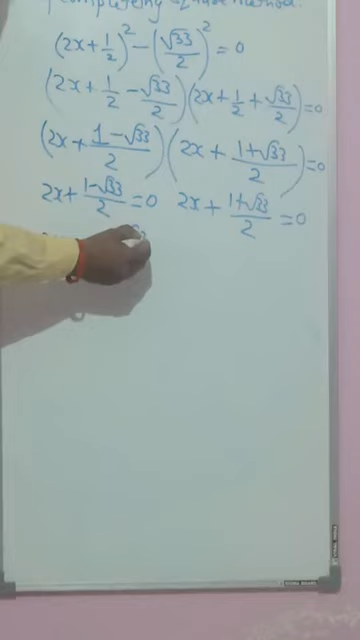 square method.
(2x+1/2)² − (√33/2)² = 0
(2x+1/2 − √33/2)(2x+1/2+√33/2)=0
(2x+ 1−√33/2)(2x+ 1+√33/2)=0
2x+ 1−√33/2 =0 2x+ 1+√33/2 =0